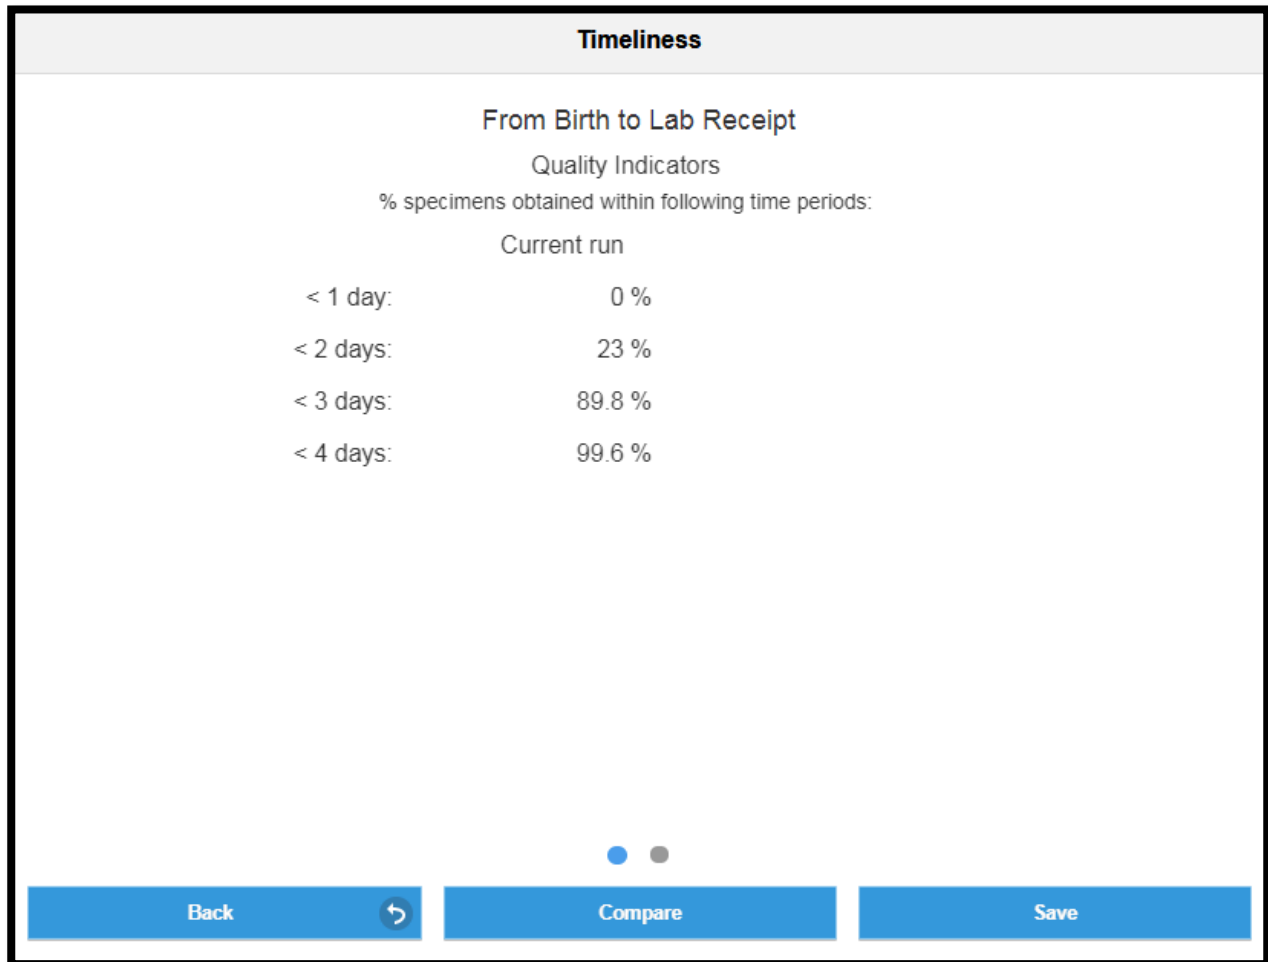 Timeliness
From Birth to Lab Receipt
Quality Indicators
% specimens obtained within following time periods:
Current run
< 1 day: 0 %
< 2 days: 23 %
< 3 days: 89.8 %
< 4 days: 99.6 %
Back Compare Save